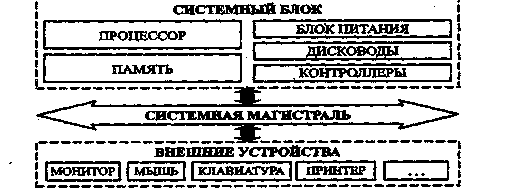 СИСТЕМНЫЙ БЛОК
ПРОЦЕССОР
БЛОК ПИТАНИЯ
ДИСКОВОДЫ
ПАМЯТЬ
КОНТРОЛЛЕРЫ
СИСТЕМНАЯ МАГИСТРАЛЬ
ВНЕШНИЕ УСТРОЙСТВА
МОНИТОР МЫШЬ КЛАВИАТУРА ПРИНТЕР ...